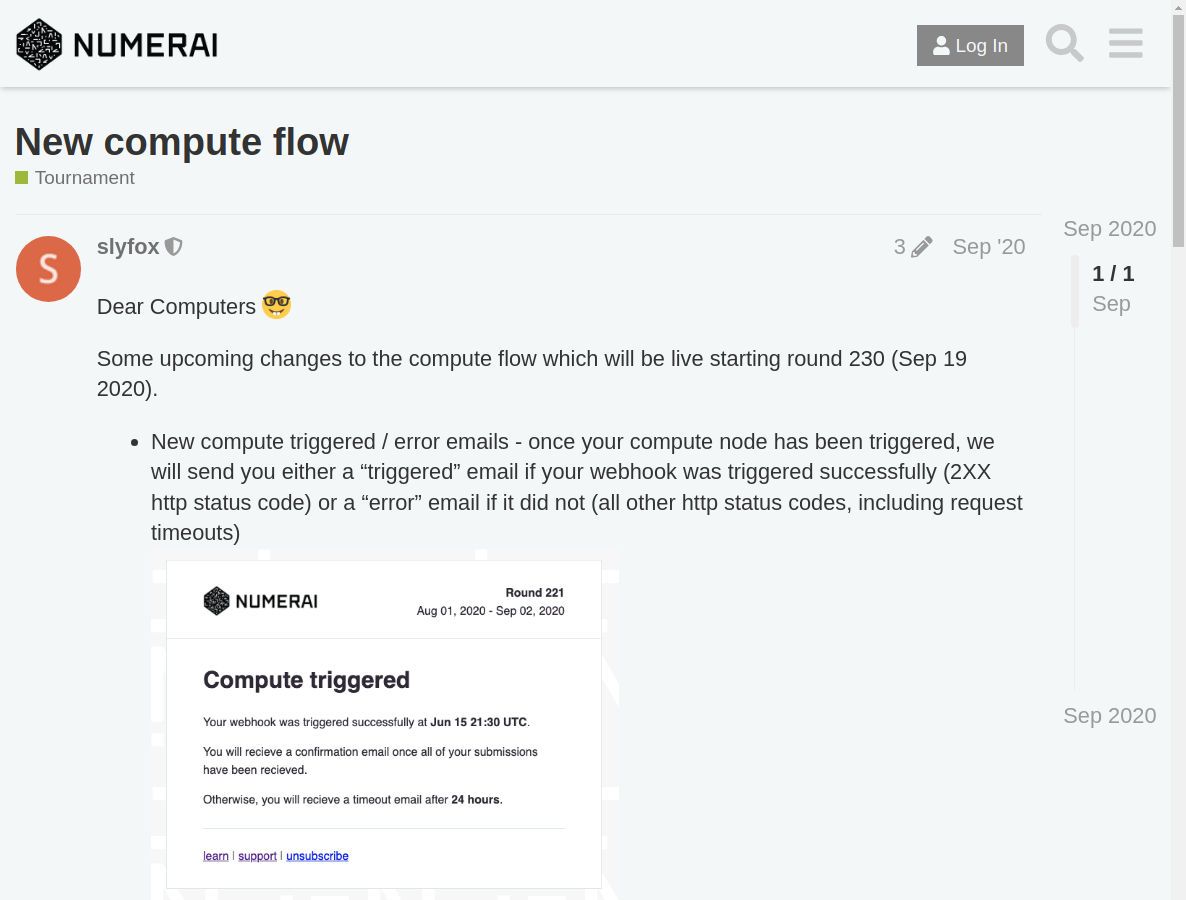 NUMERAI
Log In
New compute flow
Tournament
slyfox
3
Sep '20
Dear Computers
Some upcoming changes to the compute flow which will be live starting round 230 (Sep 19
2020).
New compute triggered / error emails - once your compute node has been triggered, we
will send you either a “triggered” email if your webhook was triggered successfully (2XX
http status code) or a “error” email if it did not (all other http status codes, including request
timeouts)
NUMERAI
Round 221
Aug 01, 2020 - Sep 02, 2020
Compute triggered
Your webhook was triggered successfully at Jun 15 21:30 UTC.
You will recieve a confirmation email once all of your submissions
have been recieved.
Otherwise, you will recieve a timeout email after 24 hours.
learn | support | unsubscribe
Sep 2020
1 / 1
Sep
Sep 2020
S